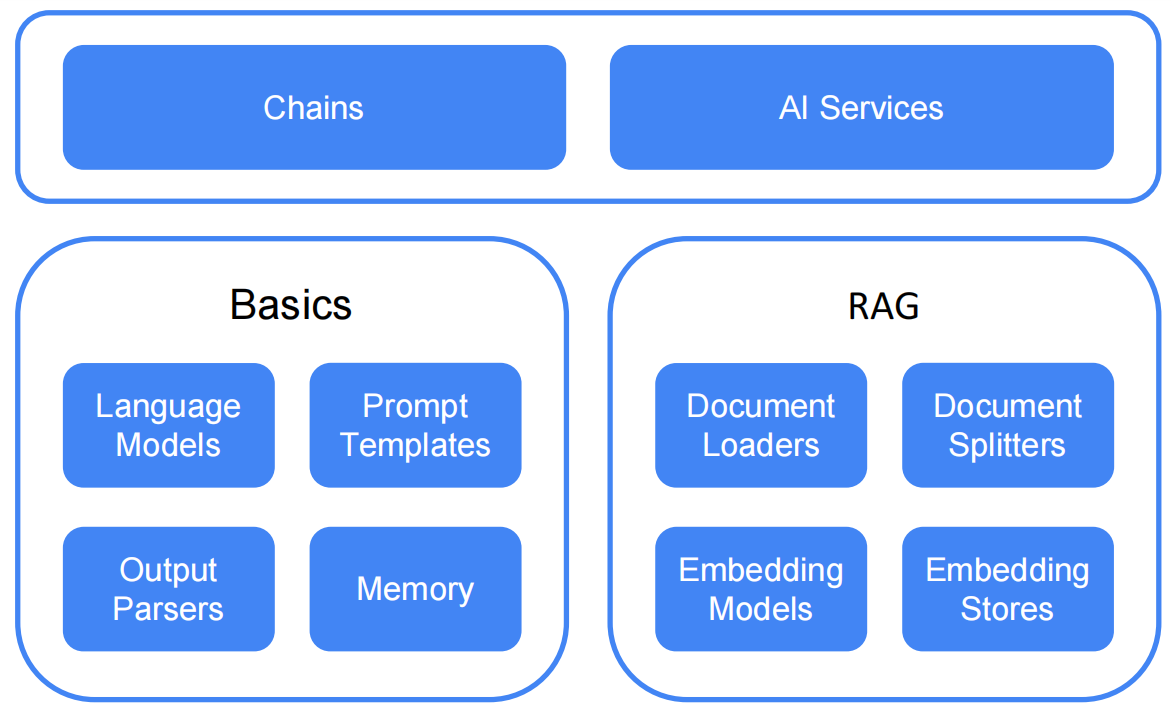 Chains
AI Services
Basics
Language
Models
Prompt
Templates
Output
Parsers
Memory
RAG
Document
Loaders
Document
Splitters
Embedding
Models
Embedding
Stores